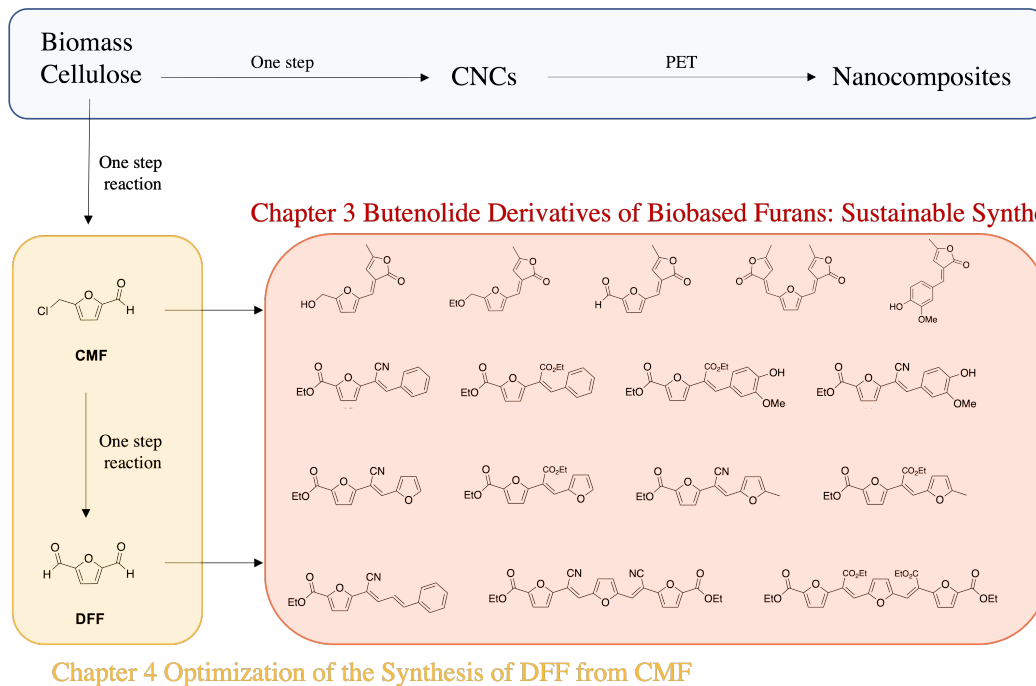 Biomass
Cellulose
One step
CNCs
PET
Nanocomposites
One step
reaction
Chapter 3 Butenolide Derivatives of Biobased Furans: Sustainable
Cl
O
O
H
CMF
One step
reaction
O
O
O
H
H
DFF
HO
O
O
O
EtO
O
O
O
O
H
O
O
O
O
O
O
O
O
O
O
HO
OMe
O
EtO
O
CN
O
EtO
O
CO₂Et
O
EtO
O
CO₂Et
OH
OMe
O
EtO
O
CN
OH
OMe
O
EtO
O
CN
O
O
EtO
O
CO₂Et
O
O
EtO
O
CN
O
O
EtO
O
CO₂Et
O
O
EtO
O
CN
O
EtO
O
CN
O
NC
O
O
OEt
O
EtO
O
CO₂Et
O
EtO₂C
O
O
OEt
Chapter 4 Optimization of the Synthesis of DFF from CMF